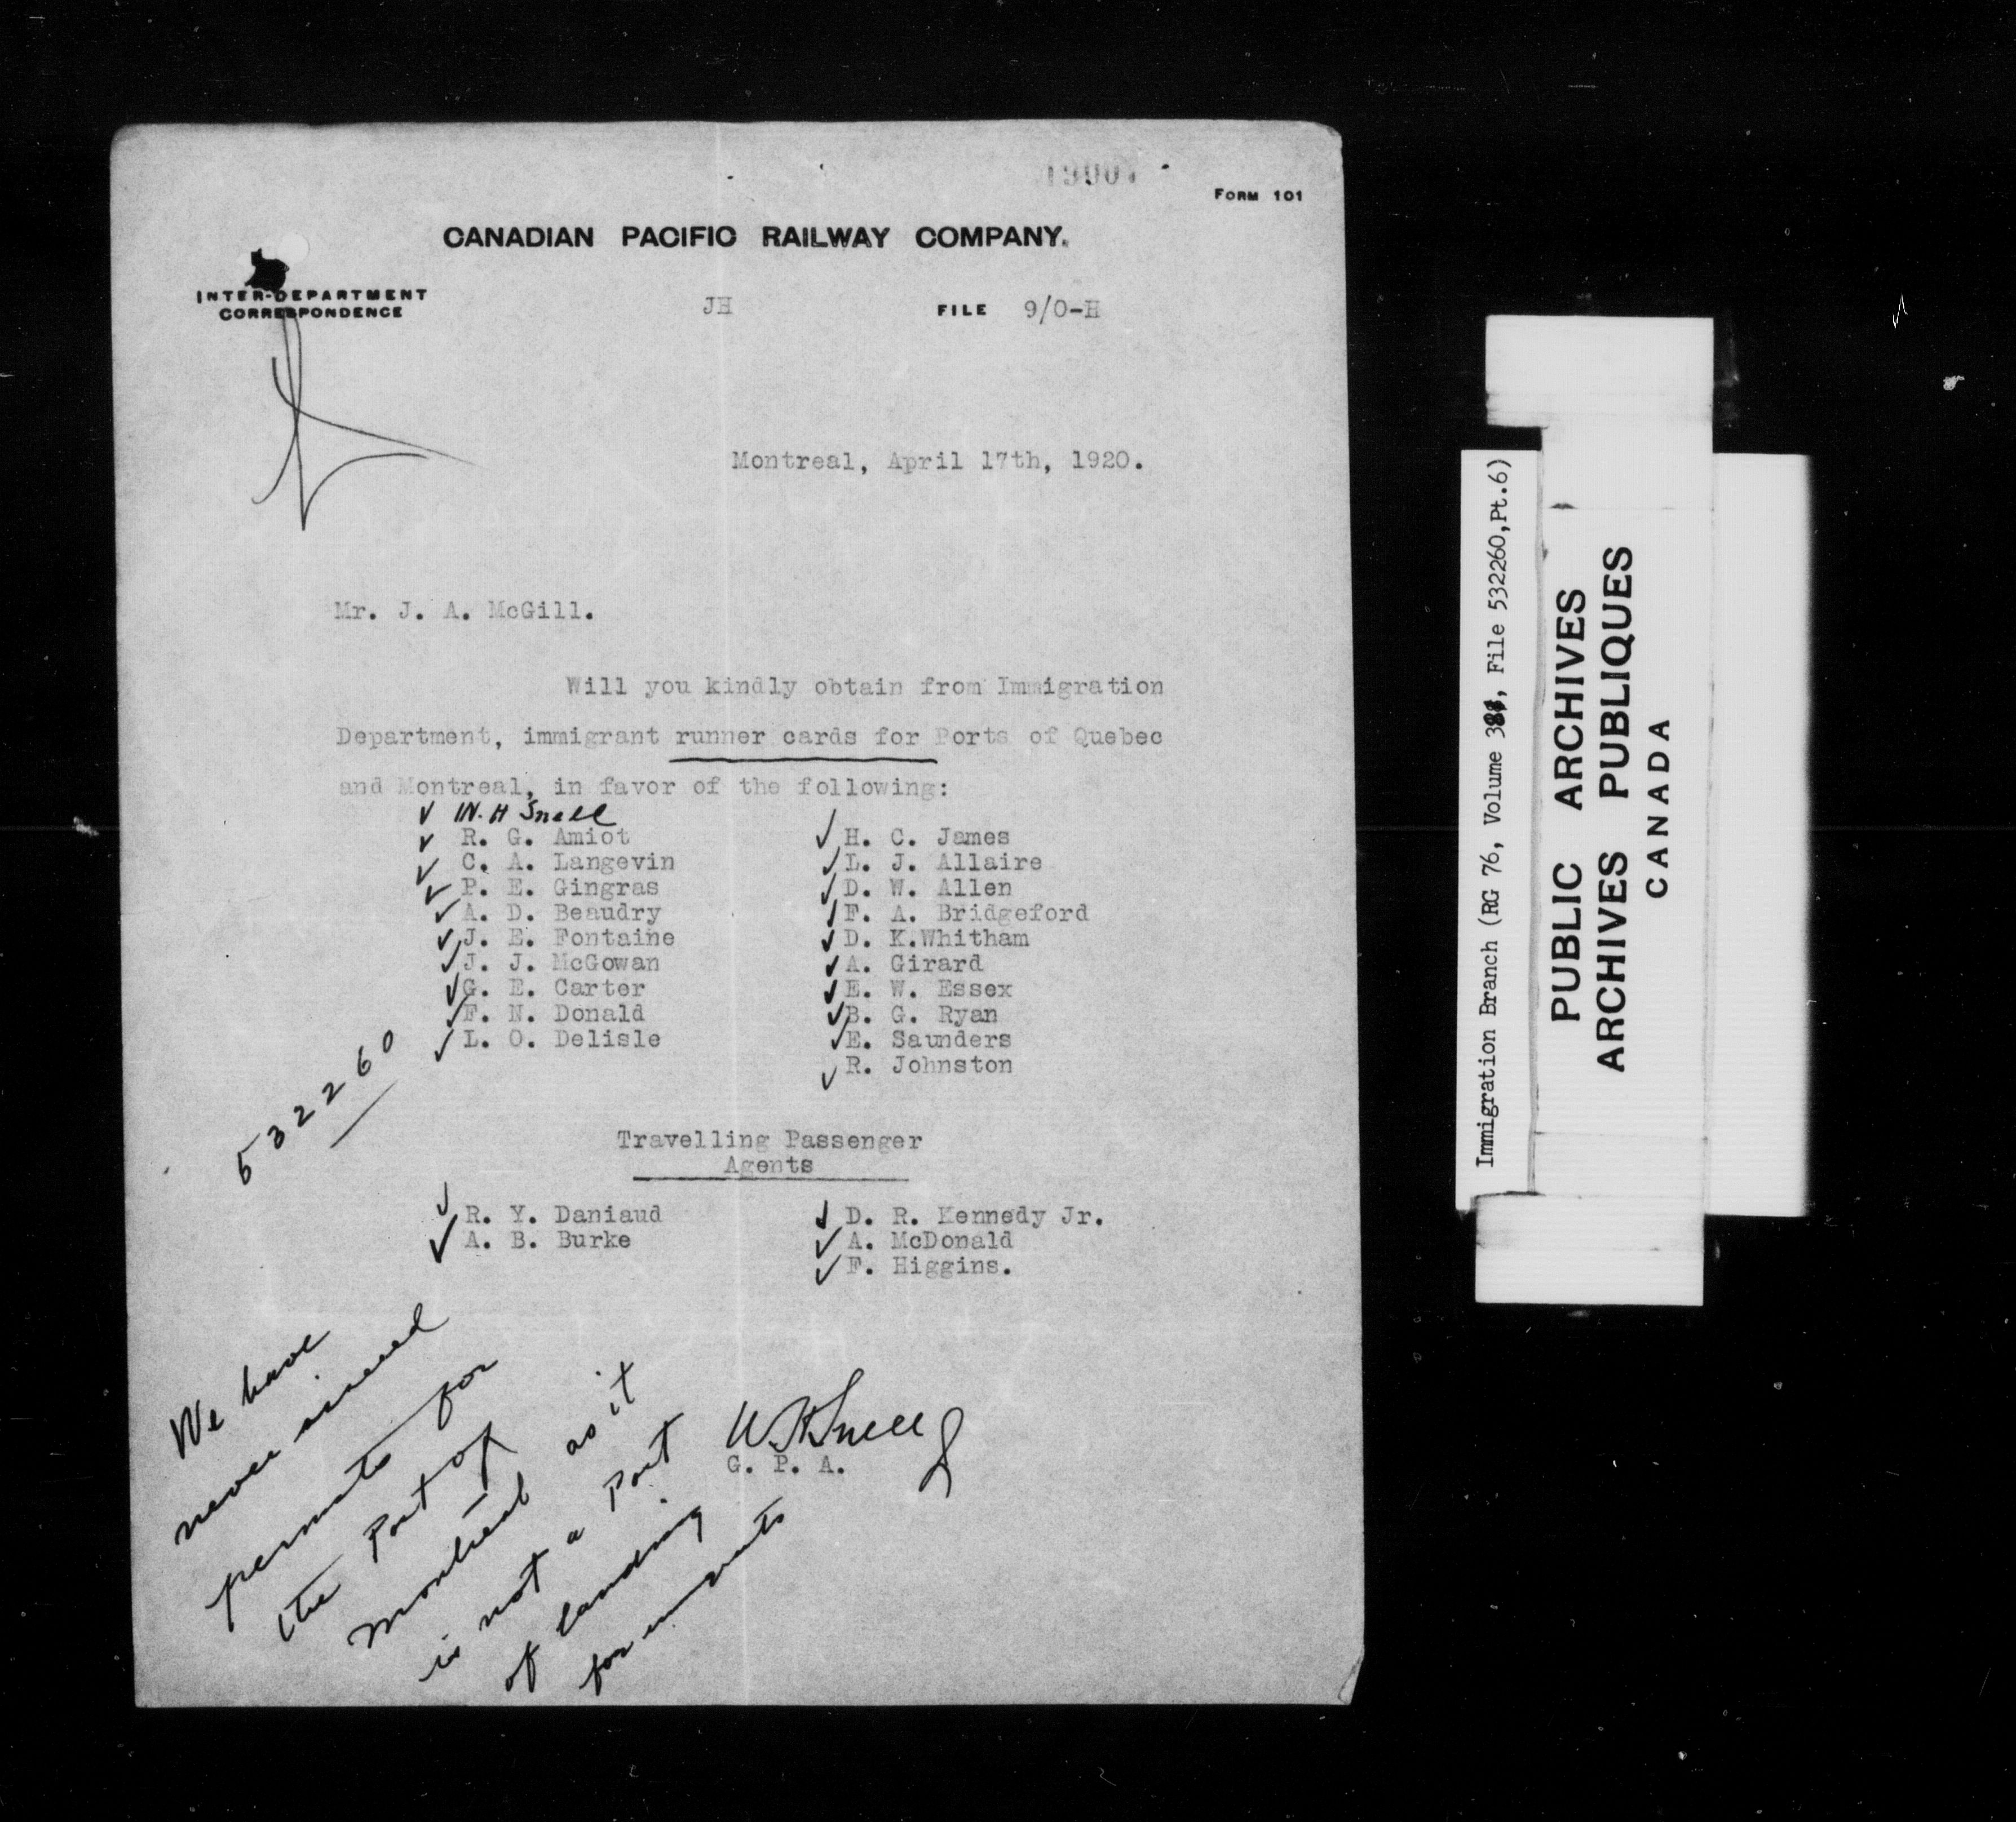 FORM 101
CANADIAN PACIFIC RAILWAY COMPANY.
INTER-DEPARTMENT
CORRESPONDENCE
JH
FILE 9/0-H
Montreal, April 17th, 1920.
Mr. J. A. McGill.
Will you kindly obtain from Immigration
Department, immigrant runner cards for Ports of Quebec
and Montreal, in favor of the following:
W. H Snell
R. G. Amiot
C. A. Langevin
P. E. Gingras
A. D. Beaudry
J. E. Fontaine
J. J. McGowan
G. E. Carter
F. N. Donald
L. O. Delisle
H. C. James
L. J. Allaire
D. W. Allen
F. A. Bridgeford
D. K.Whitham
A. Girard
E. W. Essex
B. G. Ryan
E. Saunders
R. Johnston
532260
Travelling Passenger
Agents
R. Y. Daniaud
A. B. Burke
D. R. Kennedy Jr.
A. McDonald
F. Higgins.
WHSnell
G. P. A.
We have
never issued
permits for
the Port of
Montreal as it
is not a Port
of landing
for
Immigration Branch (RG 76, Volume , File 532260,Pt.6)
PUBLIC ARCHIVES
ARCHIVES PUBLIQUES
CANADA